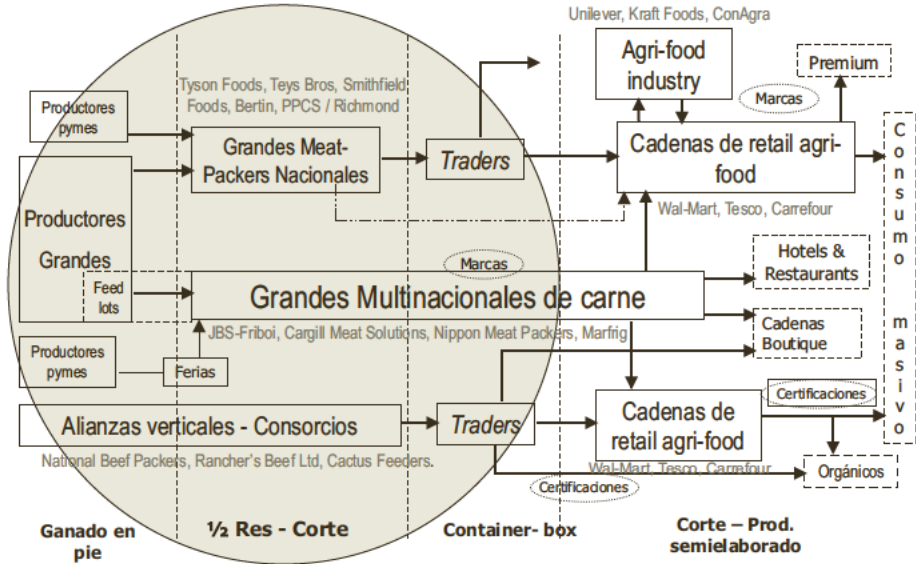 Unilever, Kraft Foods, ConAgra
Agri-food
industry
Premium
Marcas
Tyson Foods, Teys Bros, Smithfield
Foods, Bertin, PPCS / Richmond
Productores
pymes
Grandes Meat-
Packers Nacionales
Traders
Cadenas de retail agri-
food
Wal-Mart, Tesco, Carrefour
Consumo masivo
Productores
Grandes
Feed
lots
Marcas
Grandes Multinacionales de carne
JBS-Friboi, Cargill Meat Solutions, Nippon Meat Packers, Marfrig
Hotels &
Restaurants
Cadenas
Boutique
Productores
pymes
Ferias
Alianzas verticales - Consorcios
National Beef Packers, Rancher's Beef Ltd, Cactus Feeders.
Traders
Cadenas de
retail agri-food
Wal-Mart, Tesco, Carrefour
Certificaciones
Certificaciones
Orgánicos
Ganado en
pie
½ Res - Corte
Container- box
Corte – Prod.
semielaborado